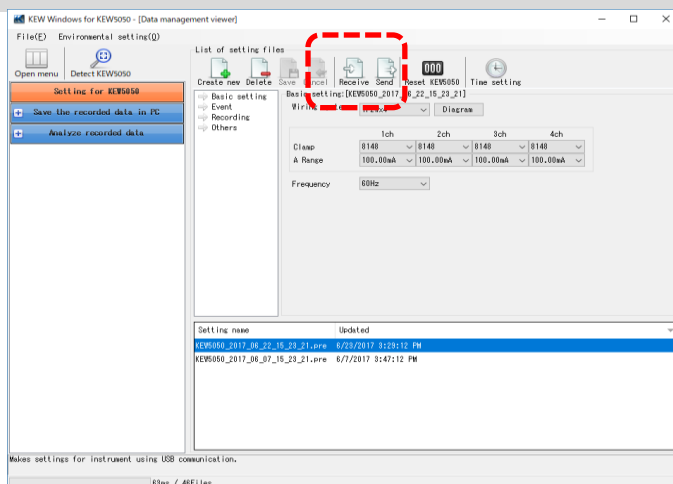 KEW Windows for KEW5050 - [Data management viewer]
File(F) Environmental setting(O)
Open menu Detect KEW5050
List of setting files
Create new Delete Save Cancel Receive Send Reset KEW5050 Time setting
000
Setting for KEW5050
Save the recorded data in PC
Analyze recorded data
Basic setting
Event
Recording
Others
Basic setting:[KEW5050_2017_06_22_15_23_21]
Diagram
1ch 2ch 3ch 4ch
Clamp 8148 8148 8148 8148
A Range 100.00mA 100.00mA 100.00mA 100.00mA
Frequency 60Hz
Setting name Updated
KEW5050_2017_06_22_15_23_21.pre 6/23/2017 3:29:12 PM
KEW5050_2017_06_07_15_23_21.pre 6/7/2017 3:47:12 PM
Makes settings for instrument using USB communication.
63ms / 46Files